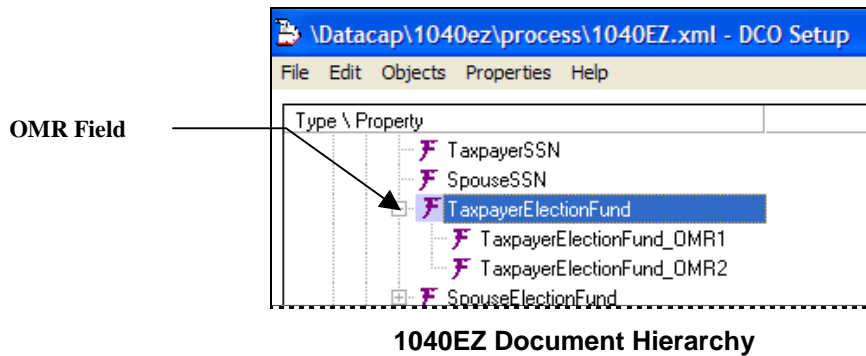 \Datacap\1040ez\process\1040EZ.xml - DCO Setup
File Edit Objects Properties Help
Type \ Property
OMR Field
TaxpayerSSN
SpouseSSN
TaxpayerElectionFund
TaxpayerElectionFund_OMR1
TaxpayerElectionFund_OMR2
SpouseElectionFund
1040EZ Document Hierarchy